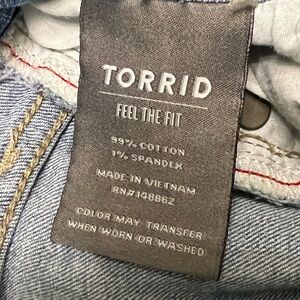 TORRID
FEEL THE FIT
99% COTTON
1% SPANDEX
MADE IN VIETNAM
RN#148862
COLOR MAY TRANSFER
WHEN WORN OR WASHED